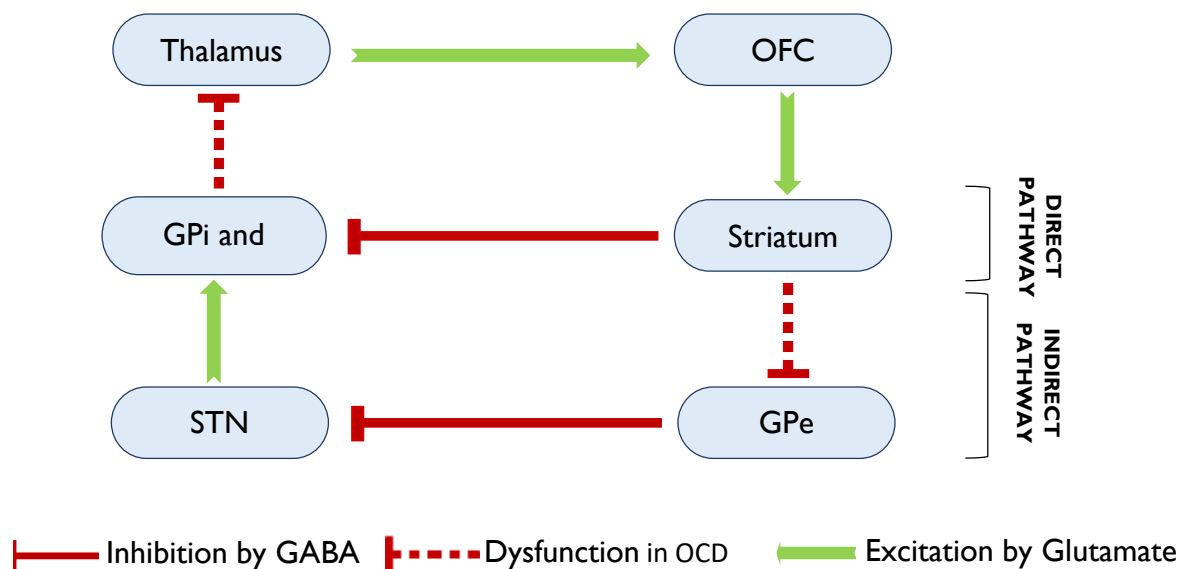 Thalamus
OFC
GPi and
Striatum
DIRECT
PATHWAY
STN
GPe
INDIRECT
PATHWAY
Inhibition by GABA
Dysfunction in OCD
Excitation by Glutamate